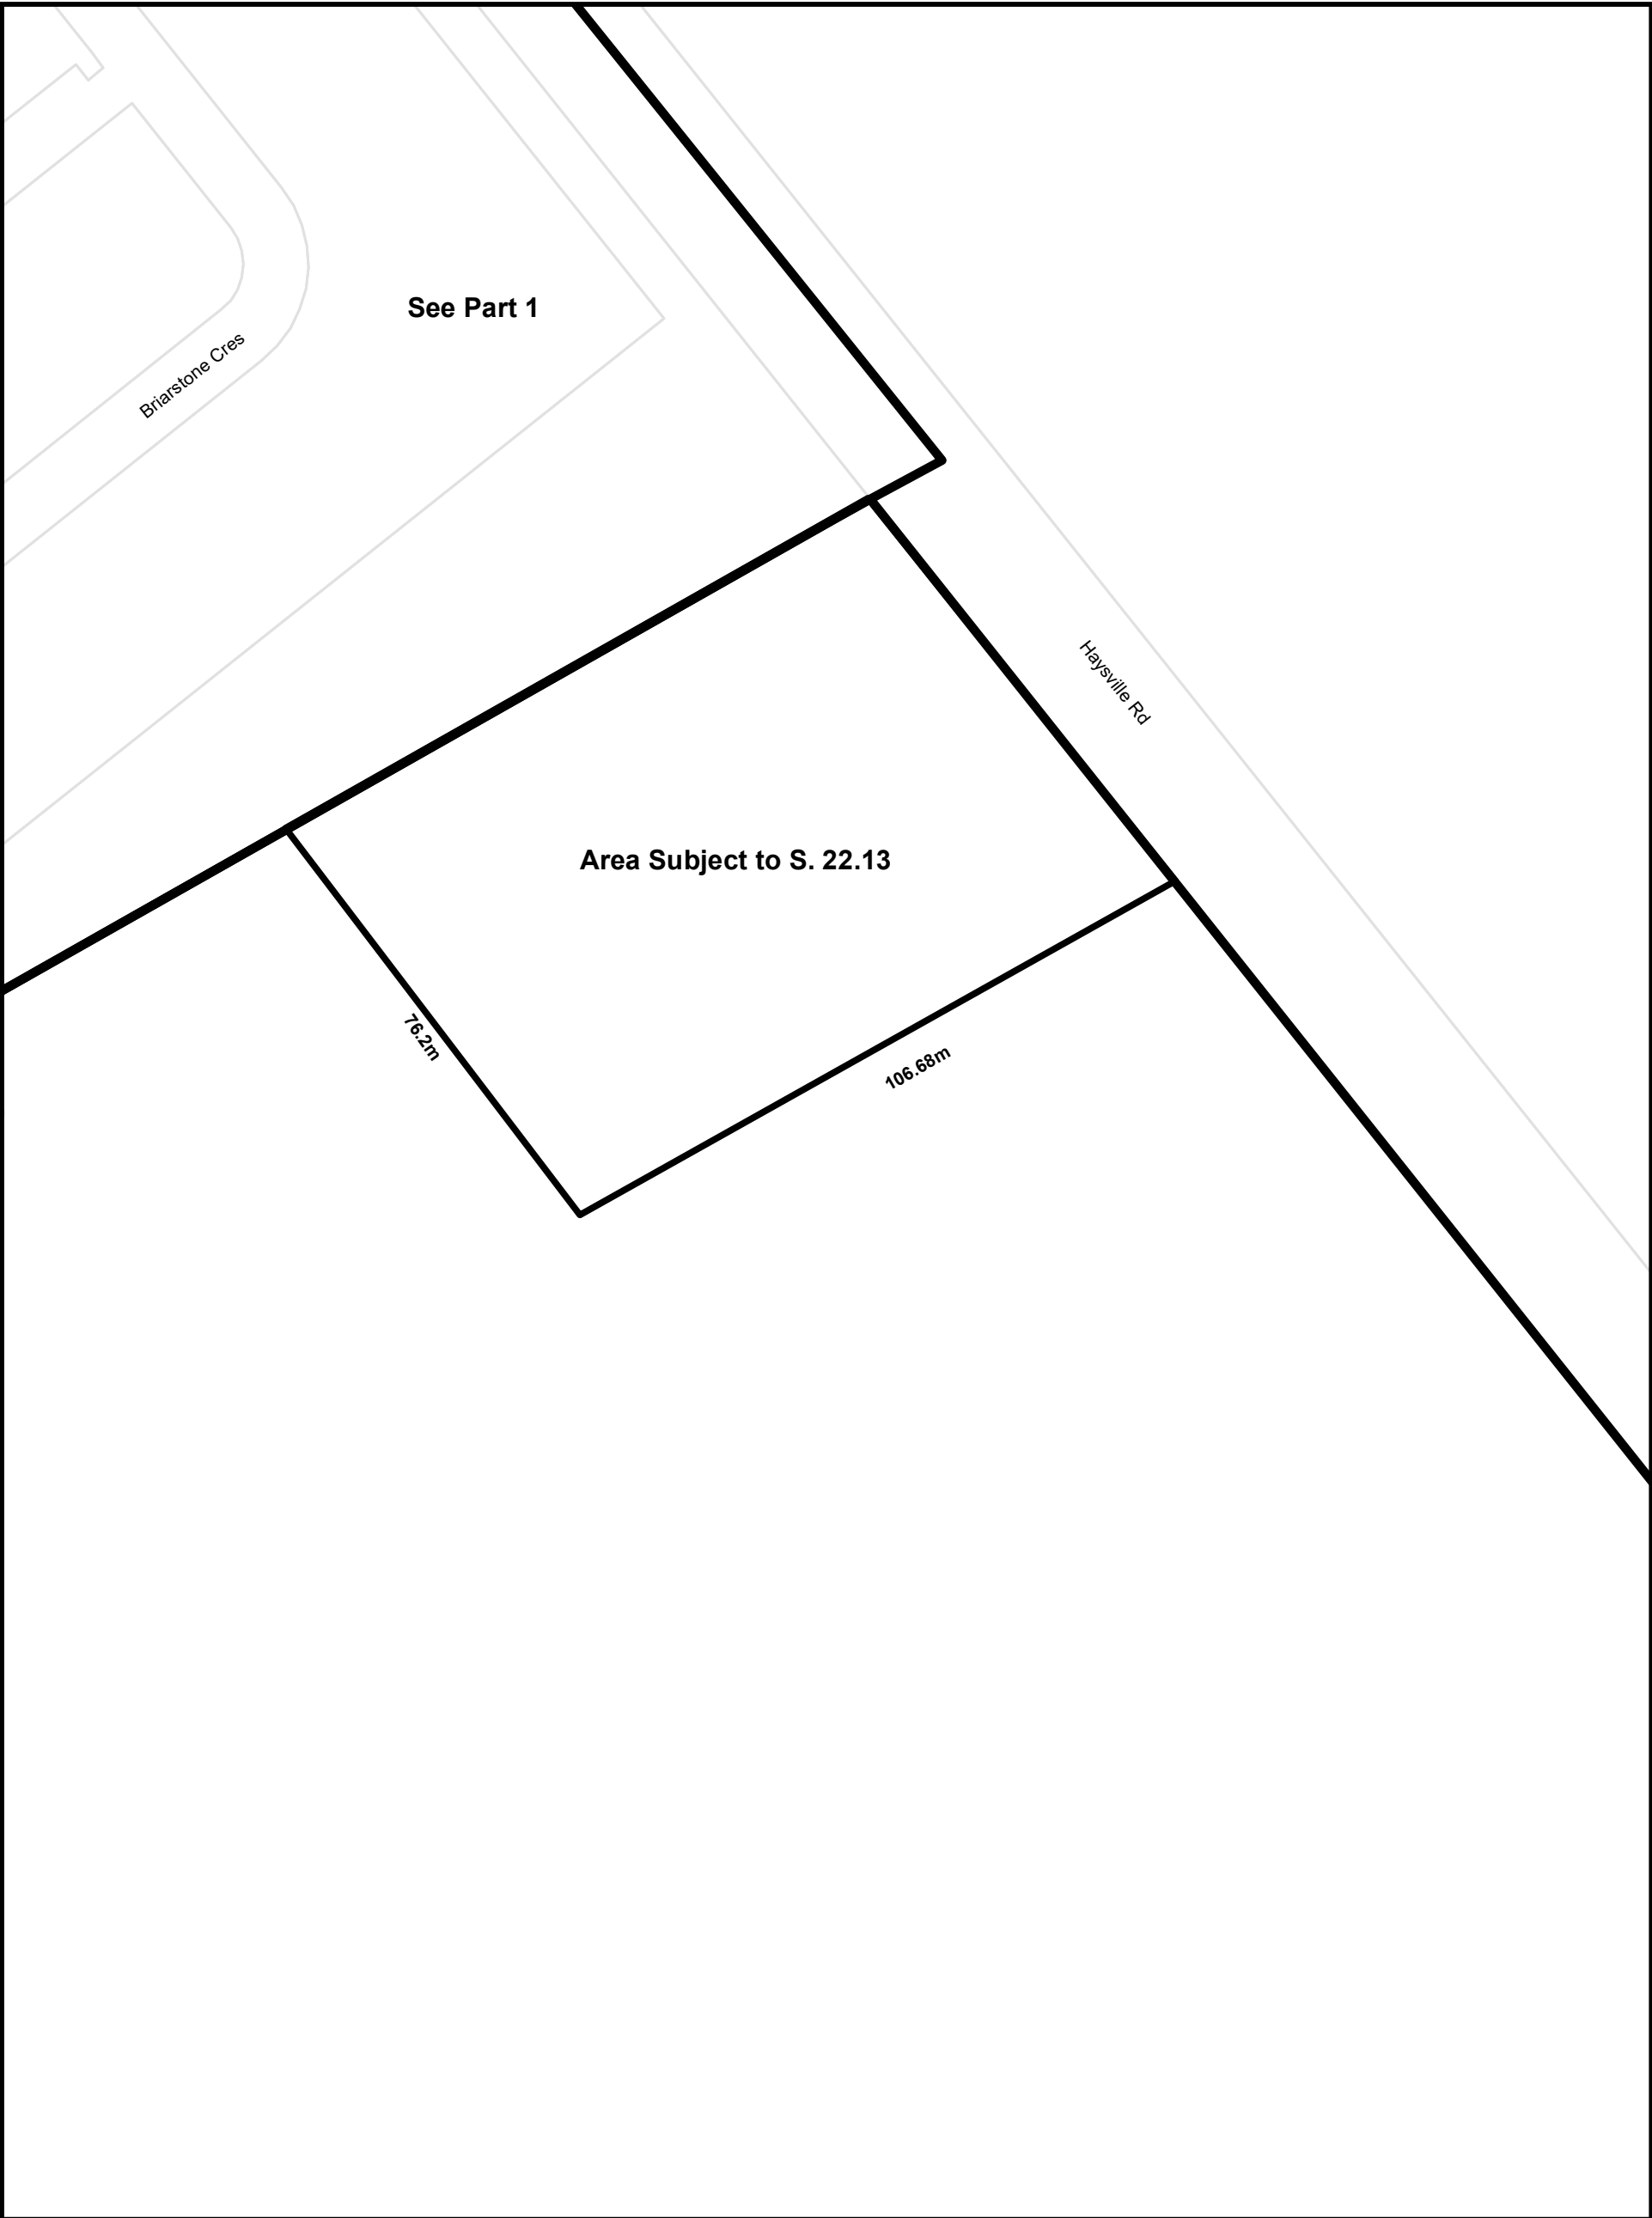 See Part 1
Briarstone Cres
Haysville Rd
Area Subject to S. 22.13
76.2m
106.68m